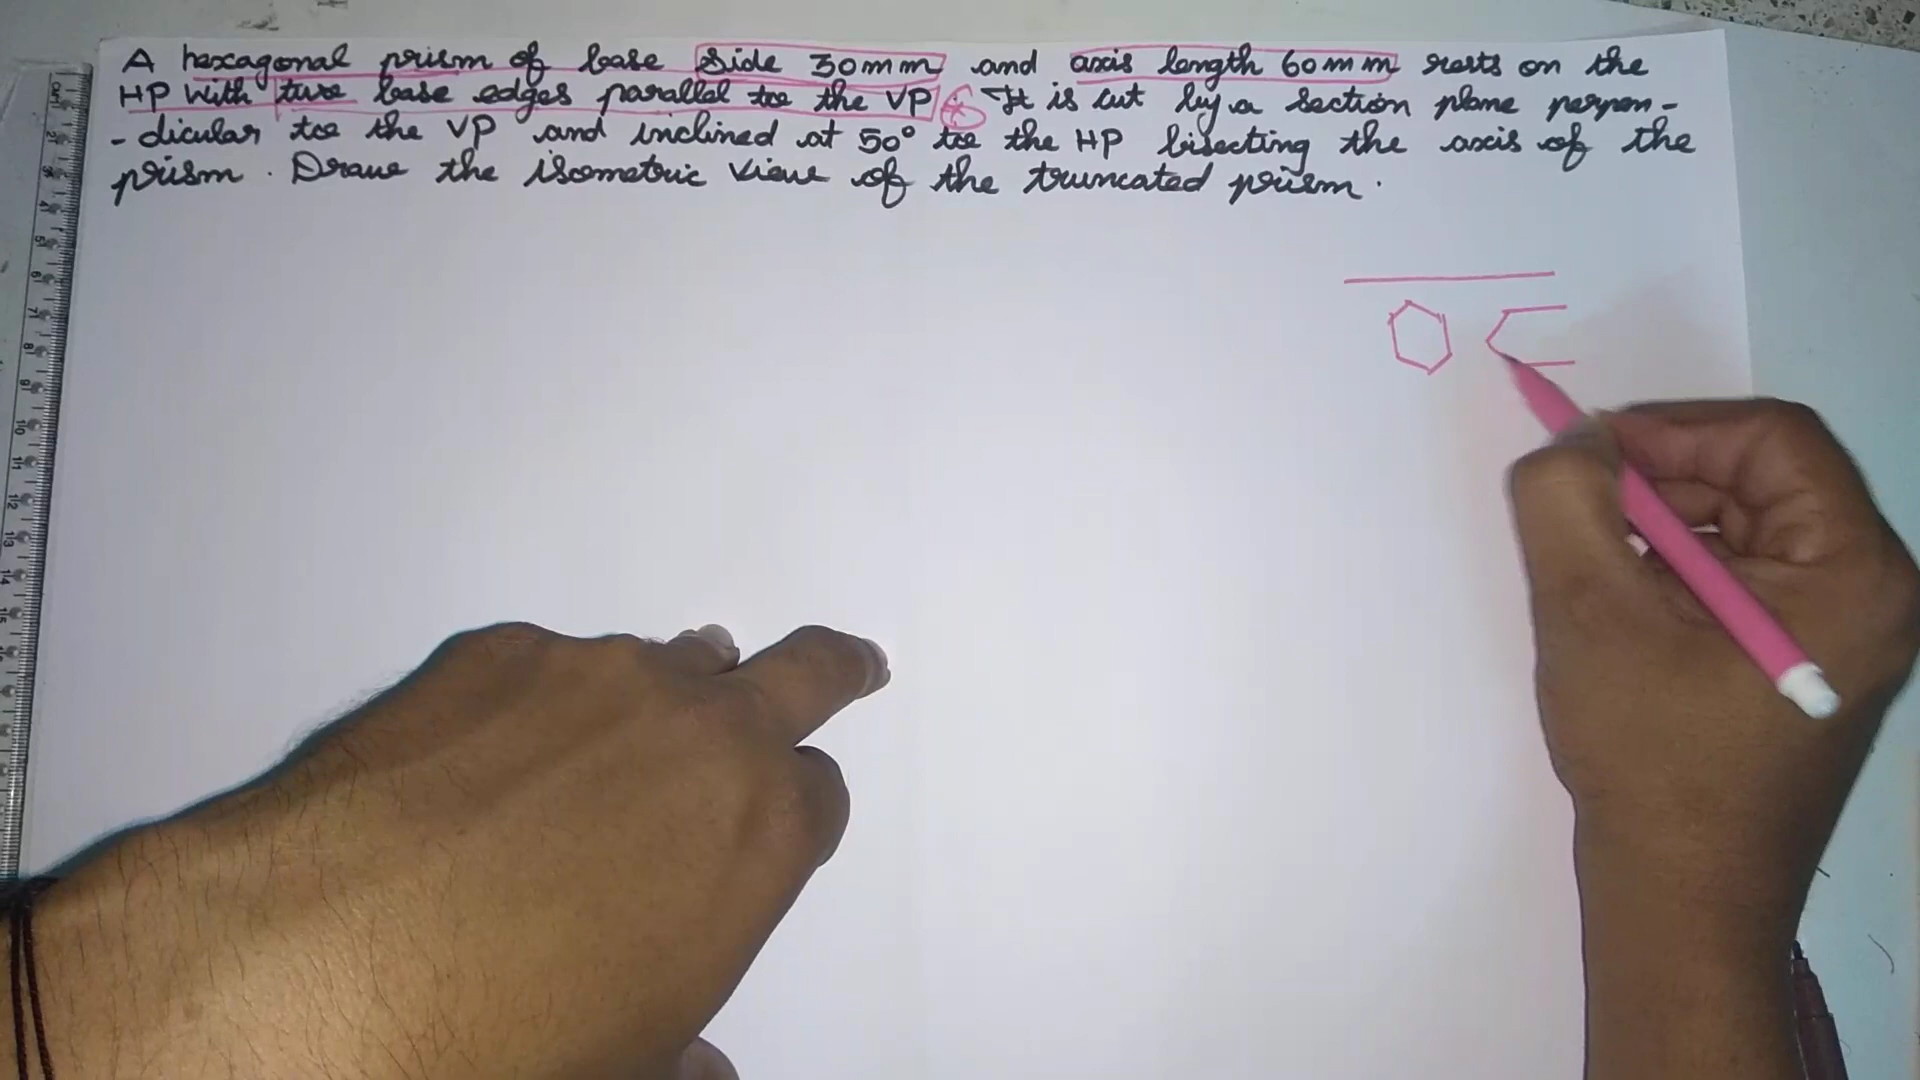 A hexagonal prism of base side 30mm and axis length 60mm rests on the
HP with two base edges parallel to the VP. It is cut by a section plane perpen-
- dicular to the VP and inclined at 50° to the HP bisecting the axis of the
prism. Draw the isometric view of the truncated prism.